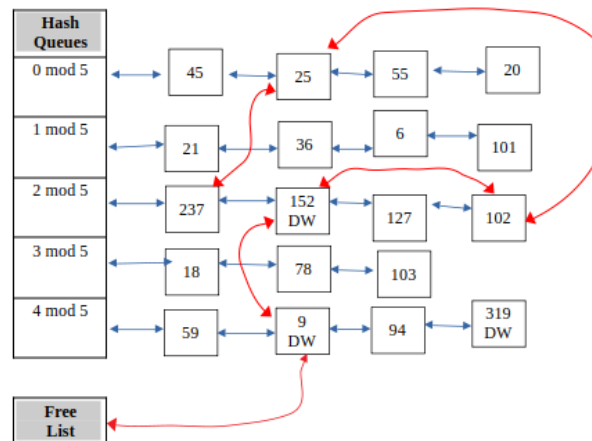 Hash
Queues
0 mod 5
45
25
55
20
1 mod 5
21
36
6
101
2 mod 5
237
152
DW
127
102
3 mod 5
18
78
103
4 mod 5
59
9
DW
94
319
DW
Free
List